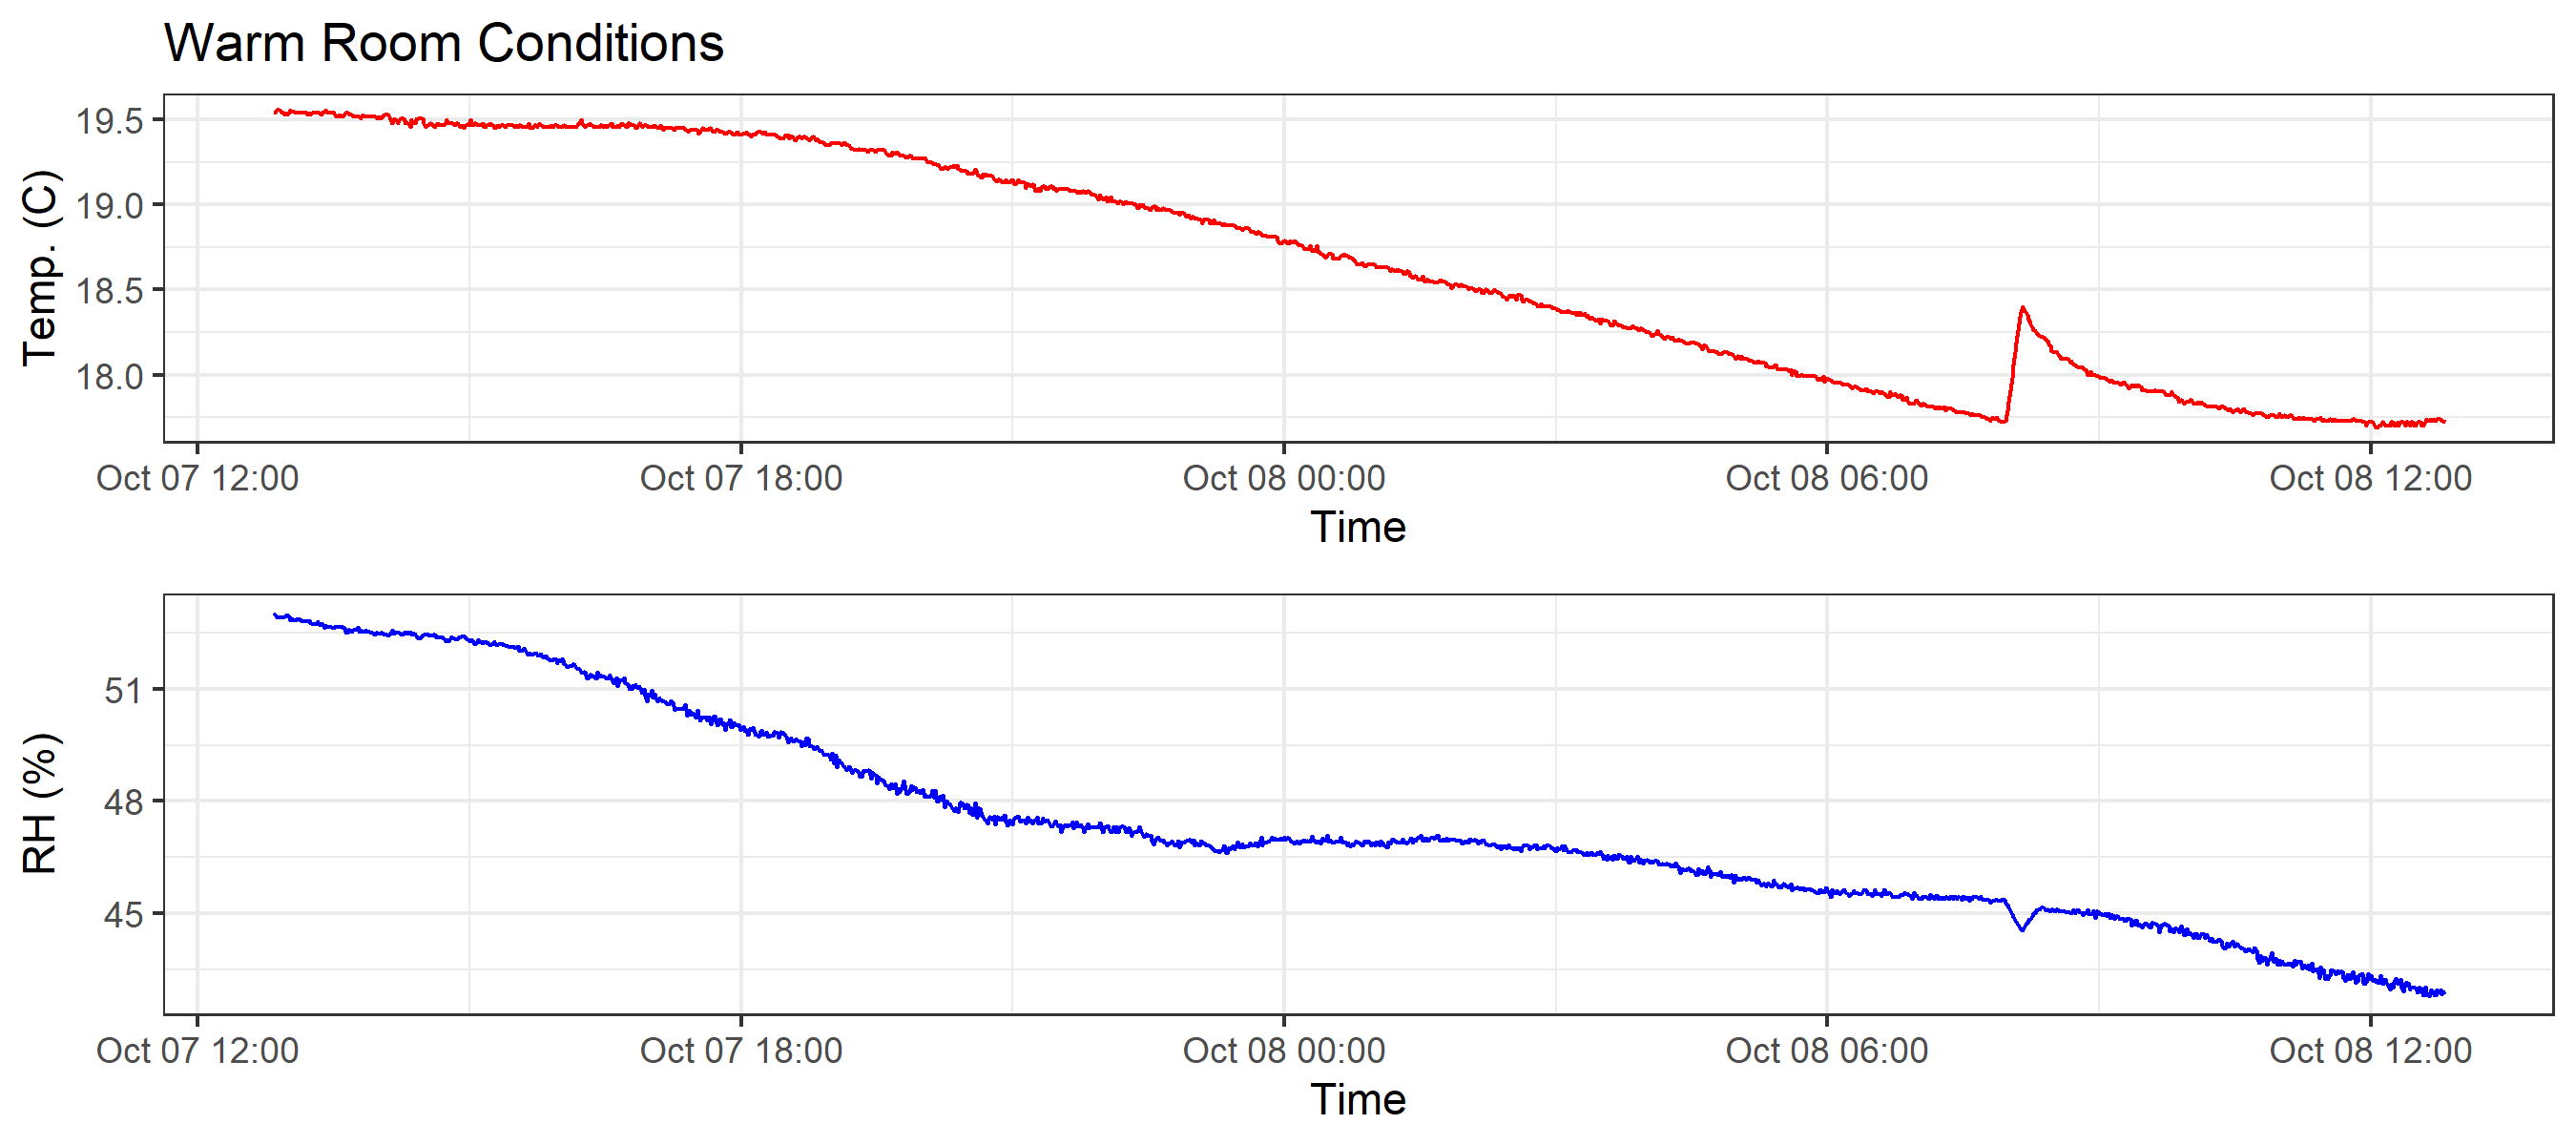 Warm Room Conditions
Temp. (C)
19.5
19.0
18.5
18.0
Oct 07 12:00 Oct 07 18:00 Oct 08 00:00 Oct 08 06:00 Oct 08 12:00
Time
RH (%)
51
48
45
Oct 07 12:00 Oct 07 18:00 Oct 08 00:00 Oct 08 06:00 Oct 08 12:00
Time